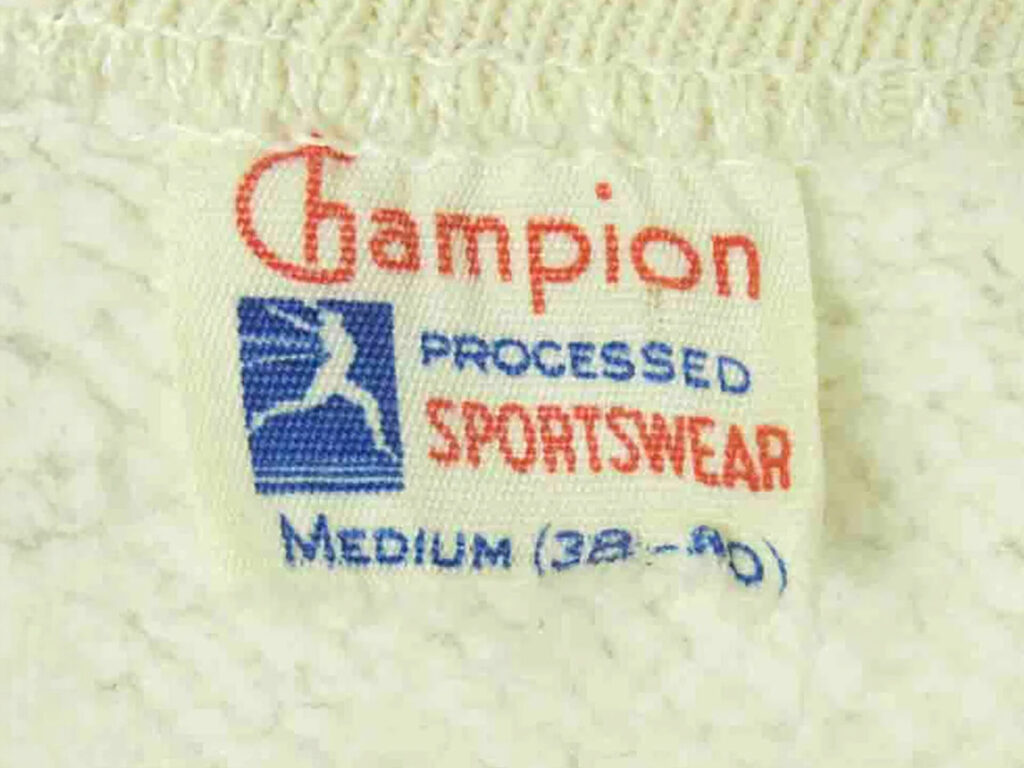 Champion
PROCESSED
SPORTSWEAR
MEDIUM (38-40)